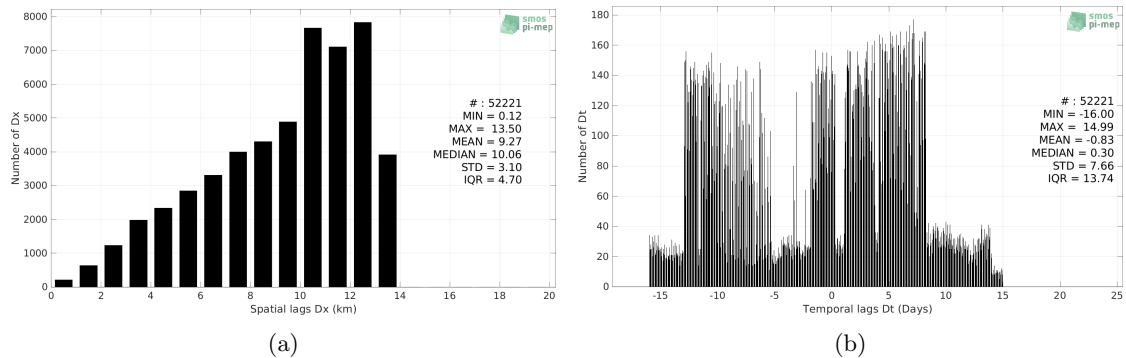 8000
7000
6000
5000
4000
3000
2000
1000
0
0 2 4 6 8 10 12 14 16 18 20
Number of Dx
Spatial lags Dx (km)
smos
pi-mep
# : 52221
MIN = 0.12
MAX = 13.50
MEAN = 9.27
MEDIAN = 10.06
STD = 3.10
IQR = 4.70
(a)
180
160
140
120
100
80
60
40
20
0
-15 -10 -5 0 5 10 15 20 25
Number of Dt
Temporal lags Dt (Days)
smos
pi-mep
# : 52221
MIN = -16.00
MAX = 14.99
MEAN = -0.83
MEDIAN = 0.30
STD = 7.66
IQR = 13.74
(b)